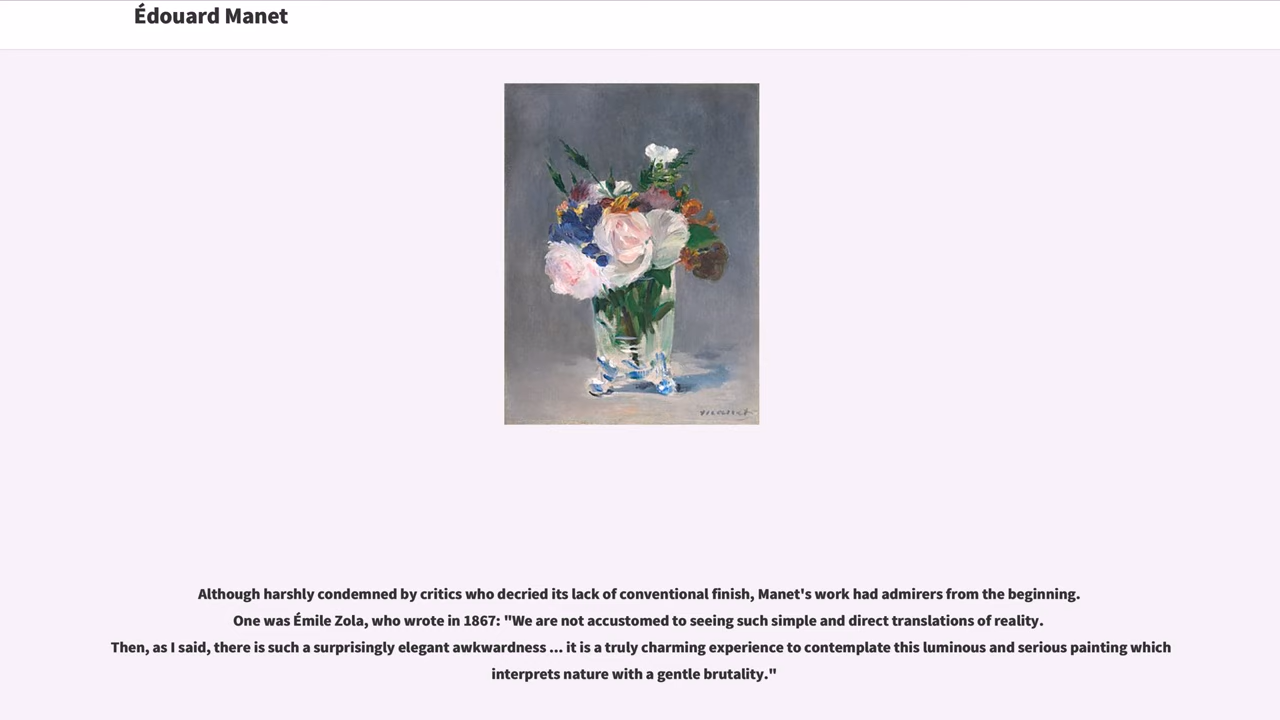 Édouard Manet
manet
Although harshly condemned by critics who decried its lack of conventional finish, Manet's work had admirers from the beginning.
One was Émile Zola, who wrote in 1867: "We are not accustomed to seeing such simple and direct translations of reality.
Then, as I said, there is such a surprisingly elegant awkwardness ... it is a truly charming experience to contemplate this luminous and serious painting which
interprets nature with a gentle brutality."